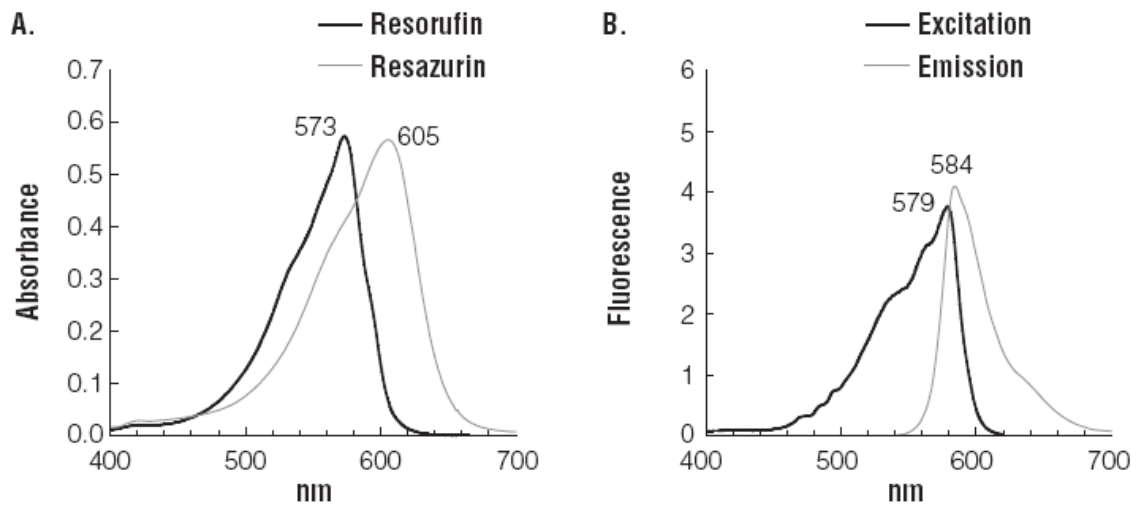 A.
Resorufin
Resazurin
0.7
0.6
0.5
0.4
0.3
0.2
0.1
0.0
Absorbance
573
605
400
500
600
700
nm
B.
Excitation
Emission
6
5
4
3
2
1
0
Fluorescence
584
579
400
500
600
700
nm